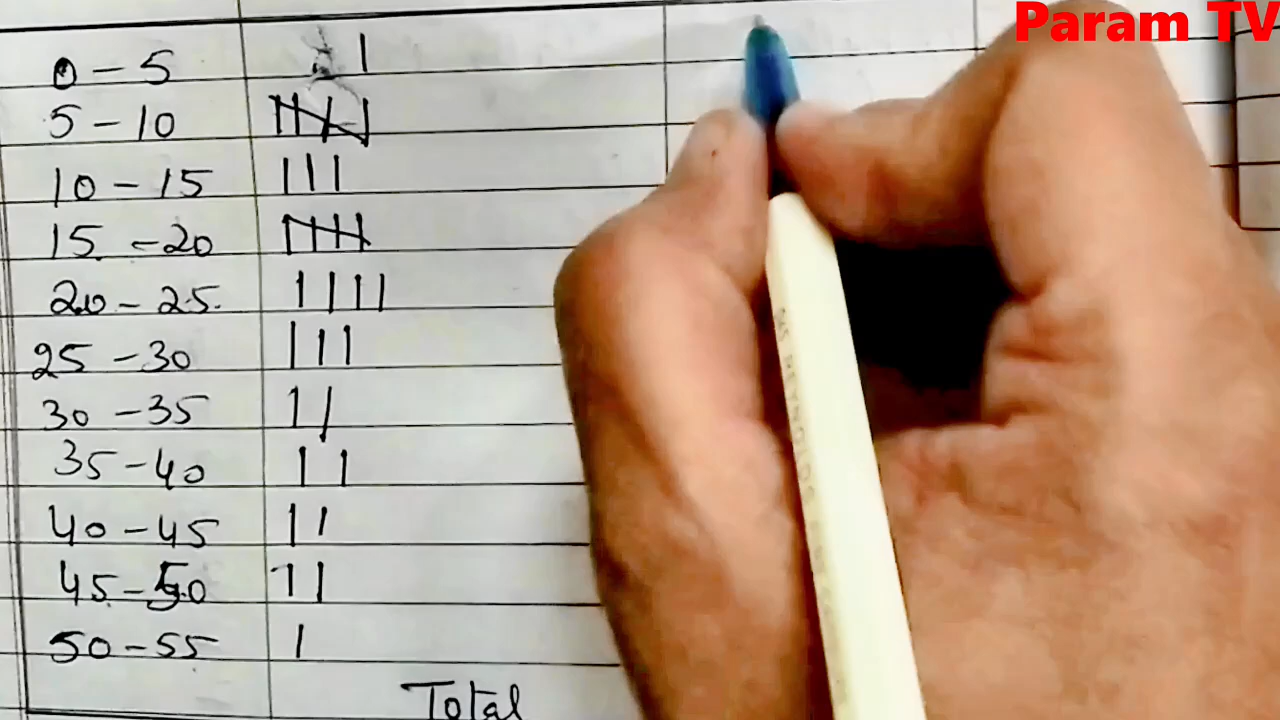 Param TV
0 - 5 |
5 - 10 ||||
10 - 15 |||
15 - 20 ||||
20 - 25 ||||
25 - 30 |||
30 - 35 ||
35 - 40 ||
40 - 45 ||
45 - 50 ||
50 - 55 |
Total
REYNOLDS